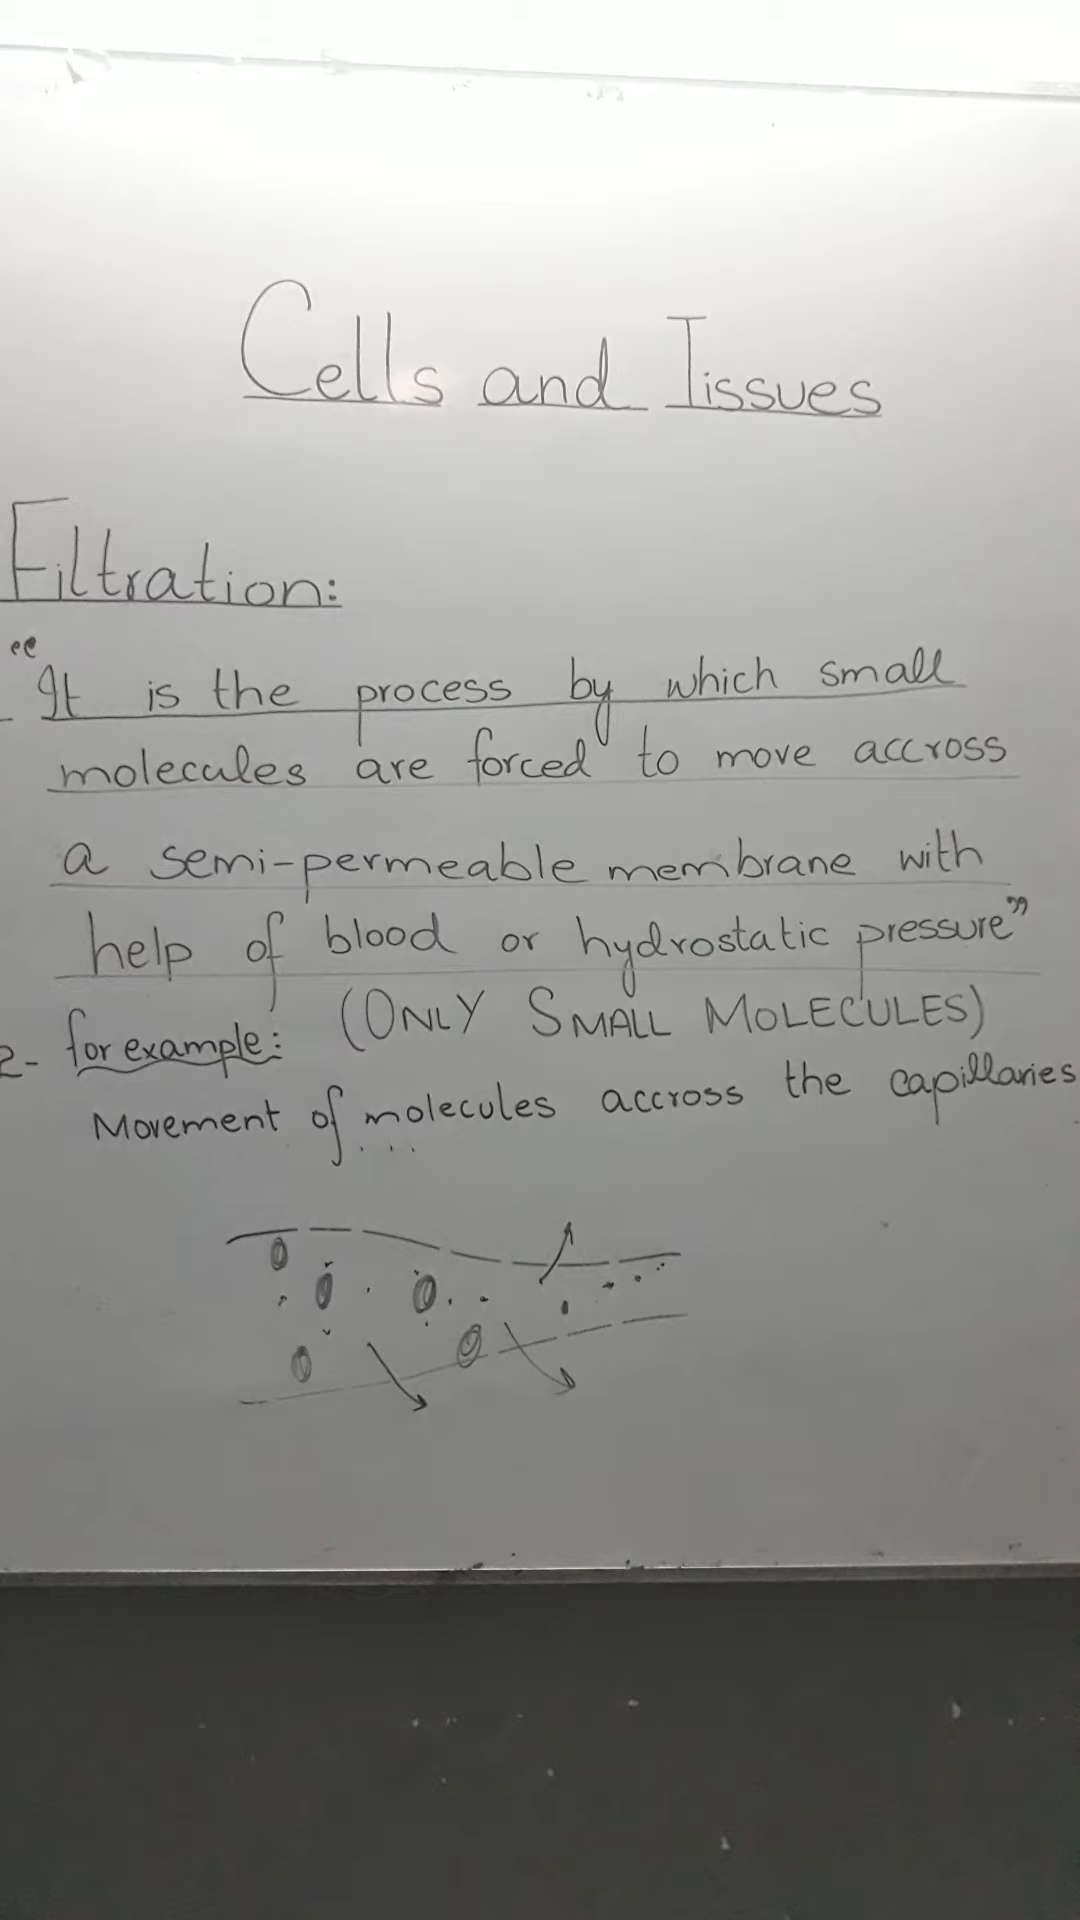 Cells and Tissues
Filtration:
"It is the process by which small
molecules are forced to move accross
a semi-permeable membrane with
help of blood or hydrostatic pressure"
(ONLY SMALL MOLECULES)
2- for example:
Movement of molecules accross the capillaries